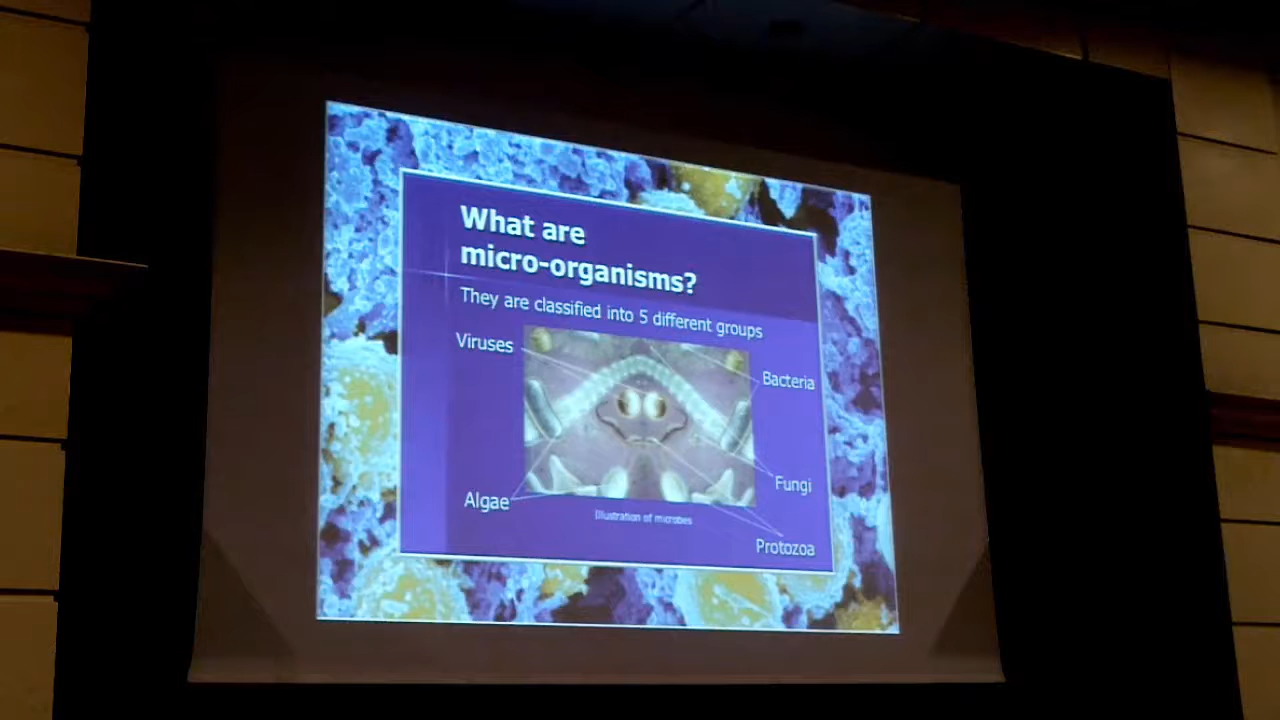 What are
micro-organisms?
They are classified into 5 different groups
Viruses
Bacteria
Fungi
Algae
Illustration of microbes
Protozoa